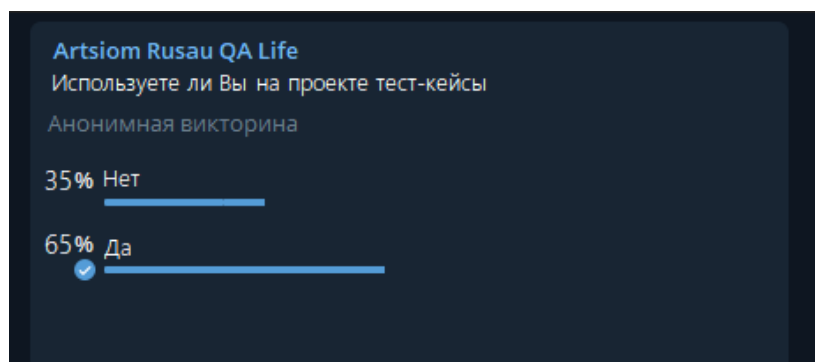 Artsiom Rusau QA Life
Используете ли Вы на проекте тест-кейсы
Анонимная викторина
35% Нет
65% Да